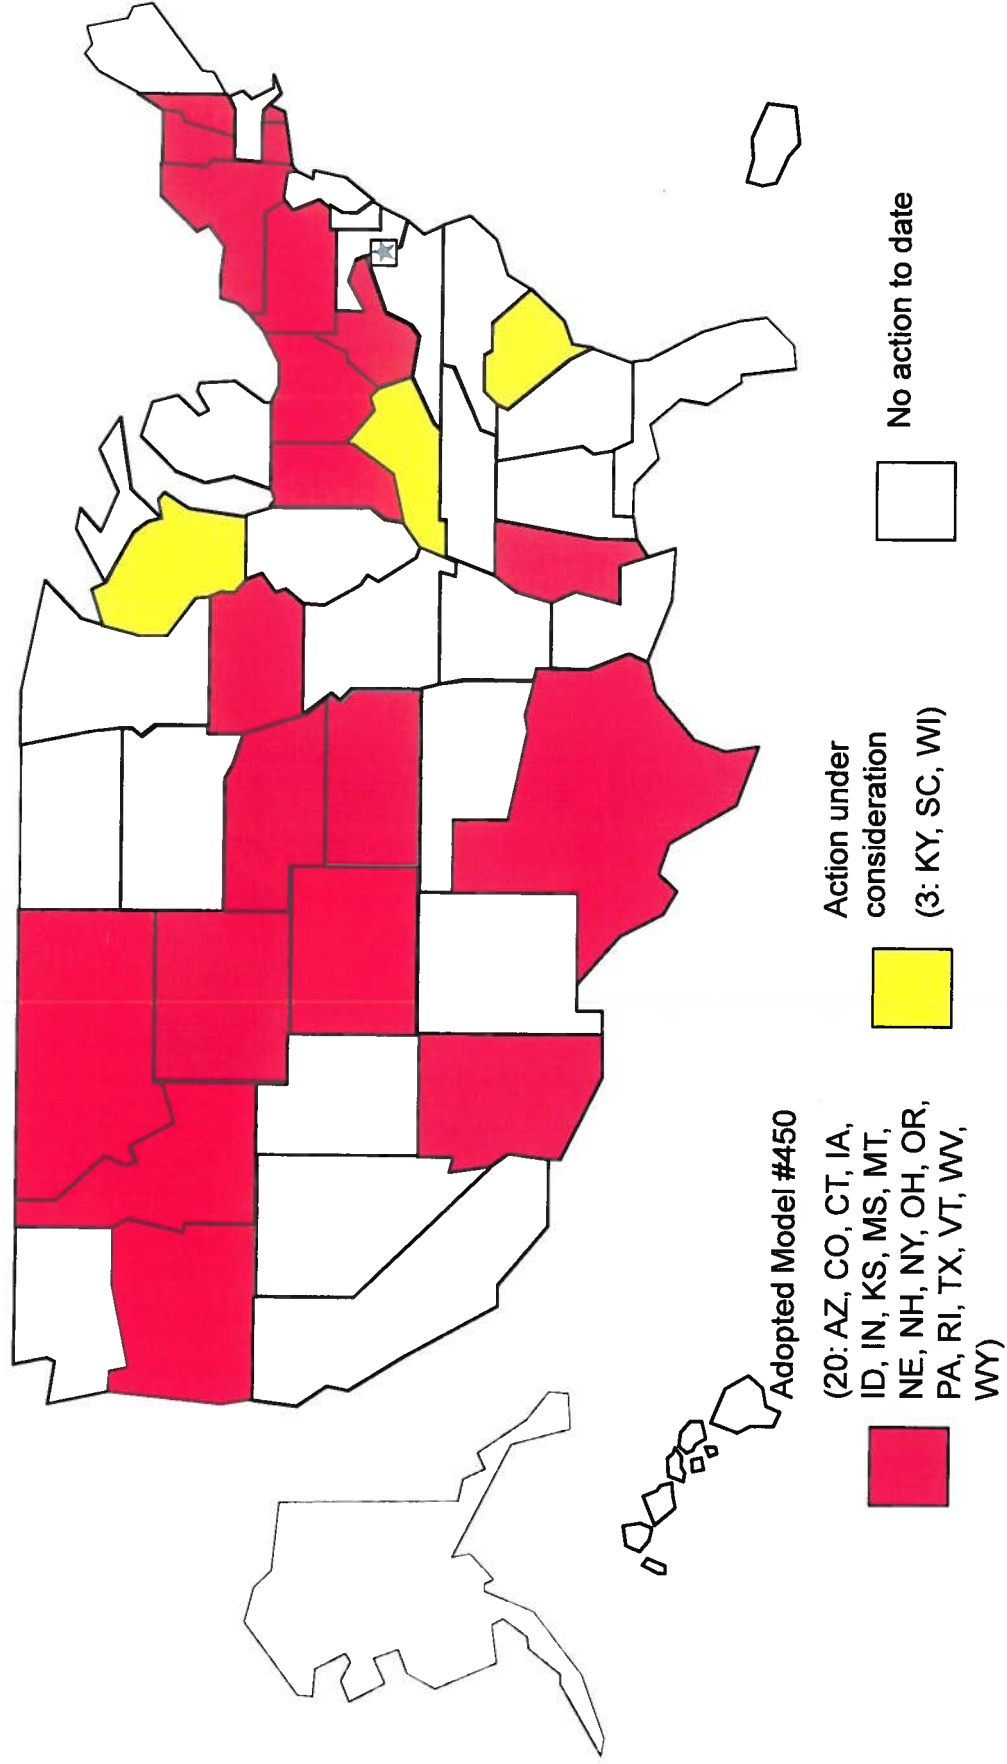 Adopted Model #450
(20: AZ, CO, CT, IA,
ID, IN, KS, MS, MT,
NE, NH, NY, OH, OR,
PA, RI, TX, VT, WV,
WY)
Action under
consideration
(3: KY, SC, WI)
No action to date